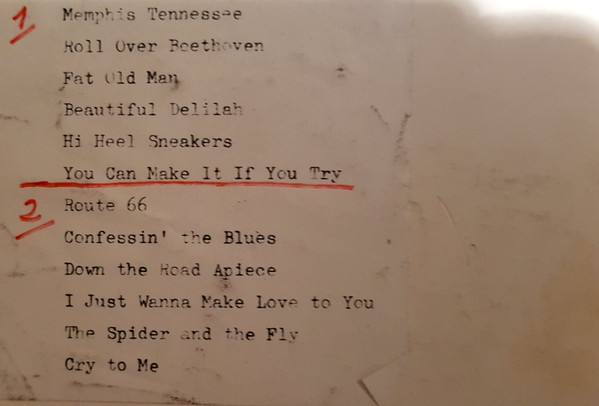 1 Memphis Tennessee
Roll Over Beethoven
Fat Old Man
Beautiful Delilah
Hi Heel Sneakers
You Can Make It If You Try
2 Route 66
Confessin' the Blues
Down the Road Apiece
I Just Wanna Make Love to You
The Spider and the Fly
Cry to Me